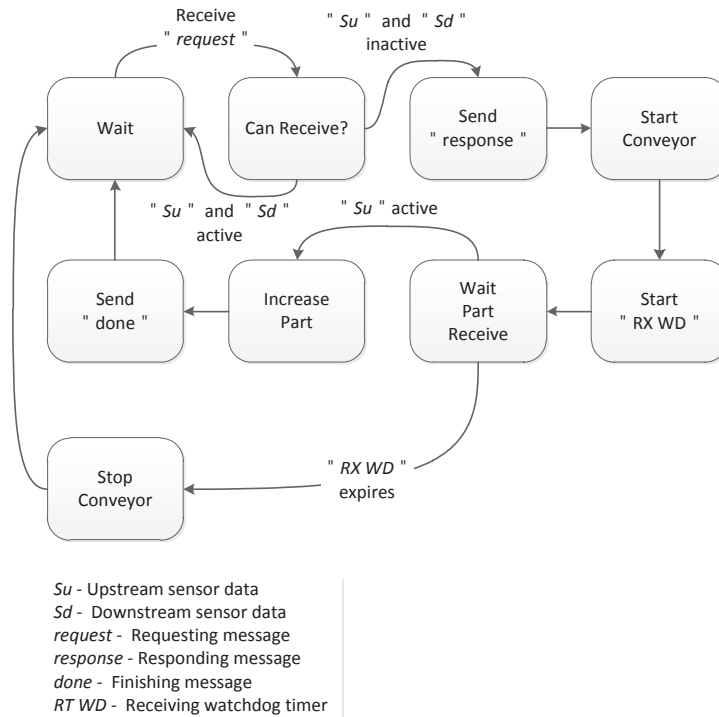 Receive
" request "
" Su " and " Sd "
inactive
Wait
Can Receive?
Send
" response "
Start
Conveyor
" Su " and " Sd "
active
" Su " active
Send
" done "
Increase
Part
Wait
Part
Receive
Start
" RX WD "
Stop
Conveyor
" RX WD "
expires
Su - Upstream sensor data
Sd - Downstream sensor data
request - Requesting message
response - Responding message
done - Finishing message
RT WD - Receiving watchdog timer